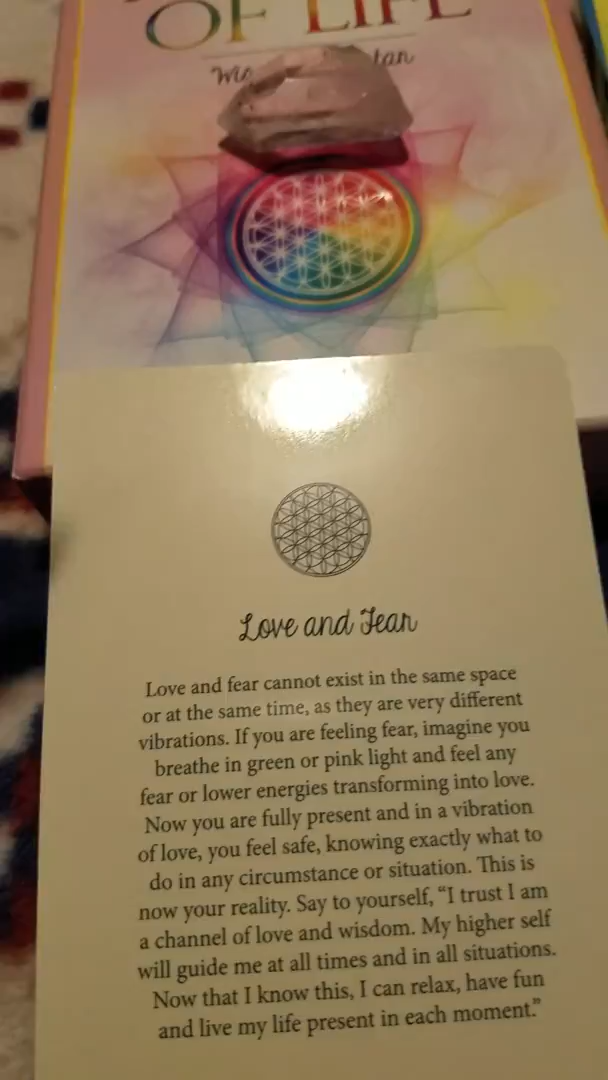 OF LIFE
Love and Fear
Love and fear cannot exist in the same space
or at the same time, as they are very different
vibrations. If you are feeling fear, imagine you
breathe in green or pink light and feel any
fear or lower energies transforming into love.
Now you are fully present and in a vibration
of love, you feel safe, knowing exactly what to
do in any circumstance or situation. This is
now your reality. Say to yourself, “I trust I am
a channel of love and wisdom. My higher self
will guide me at all times and in all situations.
Now that I know this, I can relax, have fun
and live my life present in each moment.”